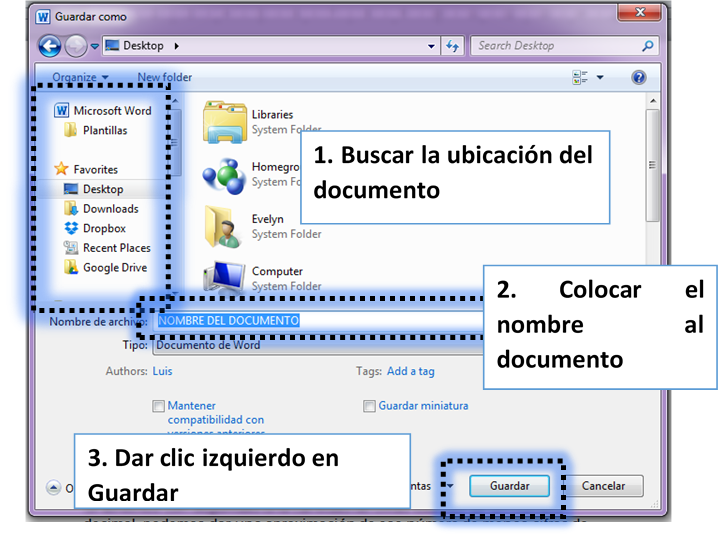 Guardar como
Desktop
Search Desktop
Organize
New folder
Microsoft Word
Plantillas
Favorites
Desktop
Downloads
Dropbox
Recent Places
Google Drive
Libraries
System Folder
Homegro
System Fo
Evelyn
System Folder
Computer
System Folder
1. Buscar la ubicación del
documento
2. Colocar el
nombre al
documento
Nombre de archivo:
NOMBRE DEL DOCUMENTO
Tipo:
Documento de Word
Authors: Luis
Tags: Add a tag
Mantener
compatibilidad con
versiones anteriores
Guardar miniatura
3. Dar clic izquierdo en
Guardar
O
ntas
Guardar
Cancelar